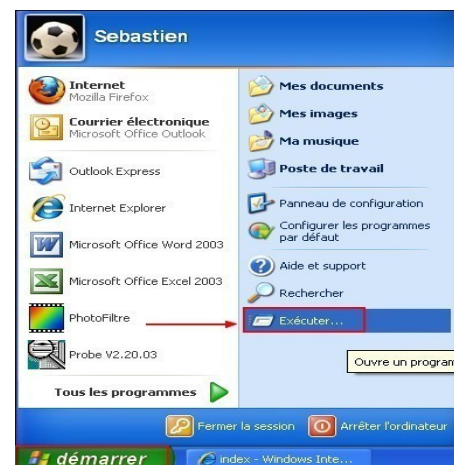 Sebastien
Internet
Mozilla Firefox
Courrier électronique
Microsoft Office Outlook
Outlook Express
Internet Explorer
Microsoft Office Word 2003
Microsoft Office Excel 2003
PhotoFiltre
Probe V2.20.03
Tous les programmes
Mes documents
Mes images
Ma musique
Poste de travail
Panneau de configuration
Configurer les programmes
par défaut
Aide et support
Rechercher
Exécuter...
Ouvre un program
Fermer la session
Arrêter l'ordinateur
démarrer
index - Windows Inte...